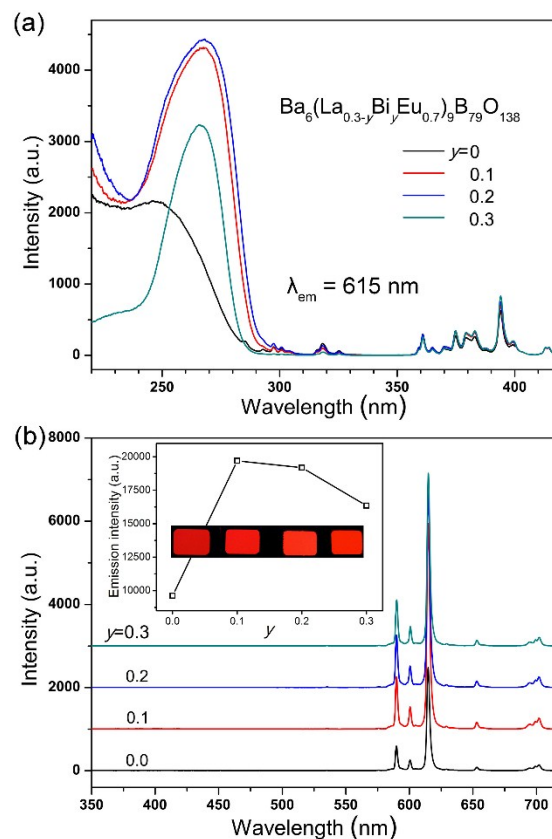 (a)
4000
3000
2000
1000
0
Intensity (a.u.)
Ba₆(La₀.₃₋yBiyEu₀.₇)₉B₇₉O₁₃₈
y=0
0.1
0.2
0.3
λem = 615 nm
250 300 350 400
Wavelength (nm)
(b)
8000
6000
4000
2000
0
Intensity (a.u.)
20000
17500
15000
12500
10000
Emission intensity (a.u.)
0.0 0.1 0.2 0.3
y
y=0.3
0.2
0.1
0.0
350 400 450 500 550 600 650 700
Wavelength (nm)